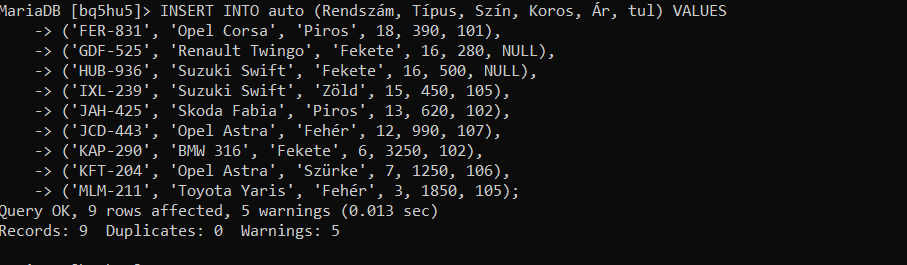 MariaDB [bq5hu5]> INSERT INTO auto (Rendszám, Típus, Szín, Koros, Ár, tul) VALUES
    -> ('FER-831', 'Opel Corsa', 'Piros', 18, 390, 101),
    -> ('GDF-525', 'Renault Twingo', 'Fekete', 16, 280, NULL),
    -> ('HUB-936', 'Suzuki Swift', 'Fekete', 16, 500, NULL),
    -> ('IXL-239', 'Suzuki Swift', 'Zöld', 15, 450, 105),
    -> ('JAH-425', 'Skoda Fabia', 'Piros', 13, 620, 102),
    -> ('JCD-443', 'Opel Astra', 'Fehér', 12, 990, 107),
    -> ('KAP-290', 'BMW 316', 'Fekete', 6, 3250, 102),
    -> ('KFT-204', 'Opel Astra', 'Szürke', 7, 1250, 106),
    -> ('MLM-211', 'Toyota Yaris', 'Fehér', 3, 1850, 105);
Query OK, 9 rows affected, 5 warnings (0.013 sec)
Records: 9  Duplicates: 0  Warnings: 5